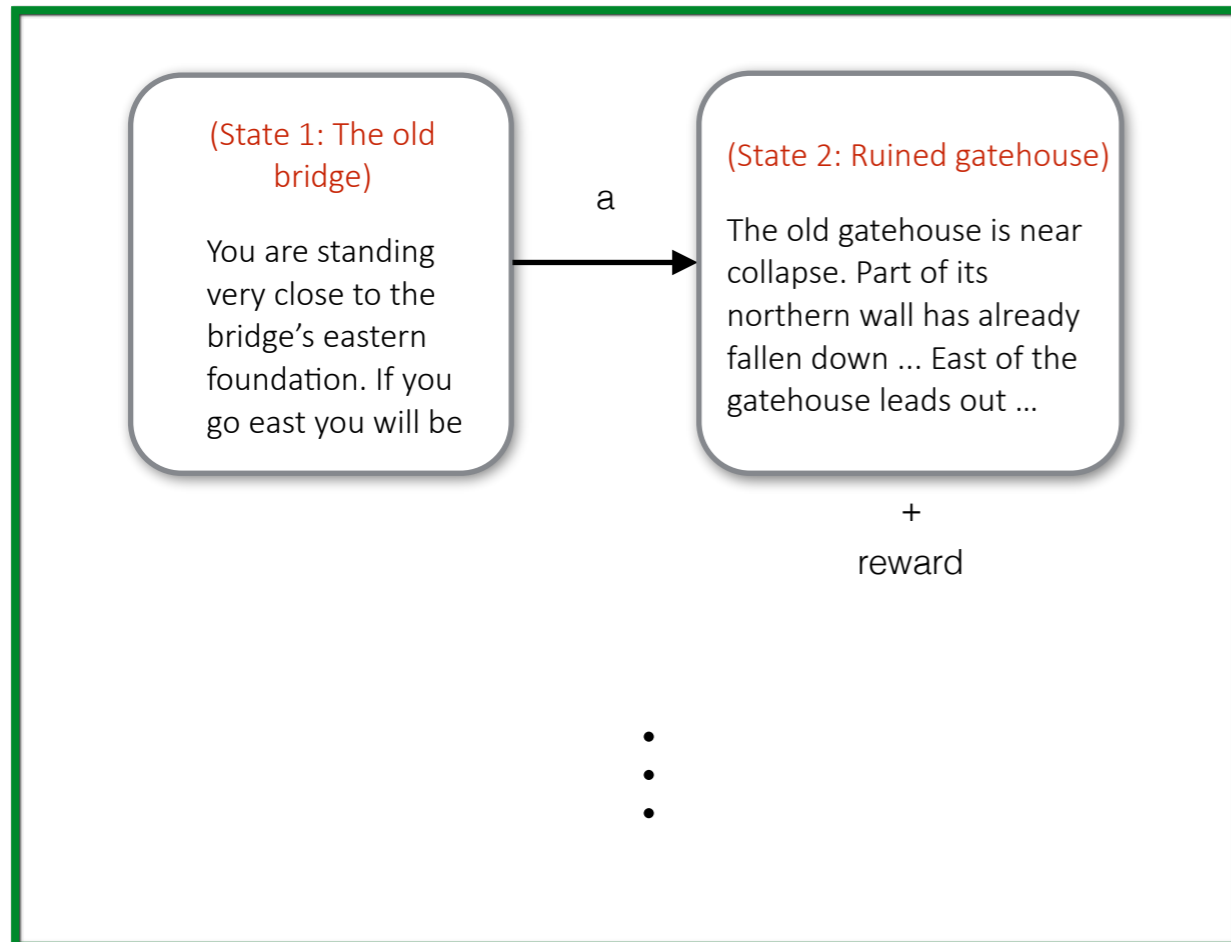 (State 1: The old
bridge)
You are standing
very close to the
bridge’s eastern
foundation. If you
go east you will be
a
(State 2: Ruined gatehouse)
The old gatehouse is near
collapse. Part of its
northern wall has already
fallen down ... East of the
gatehouse leads out ...
+
reward